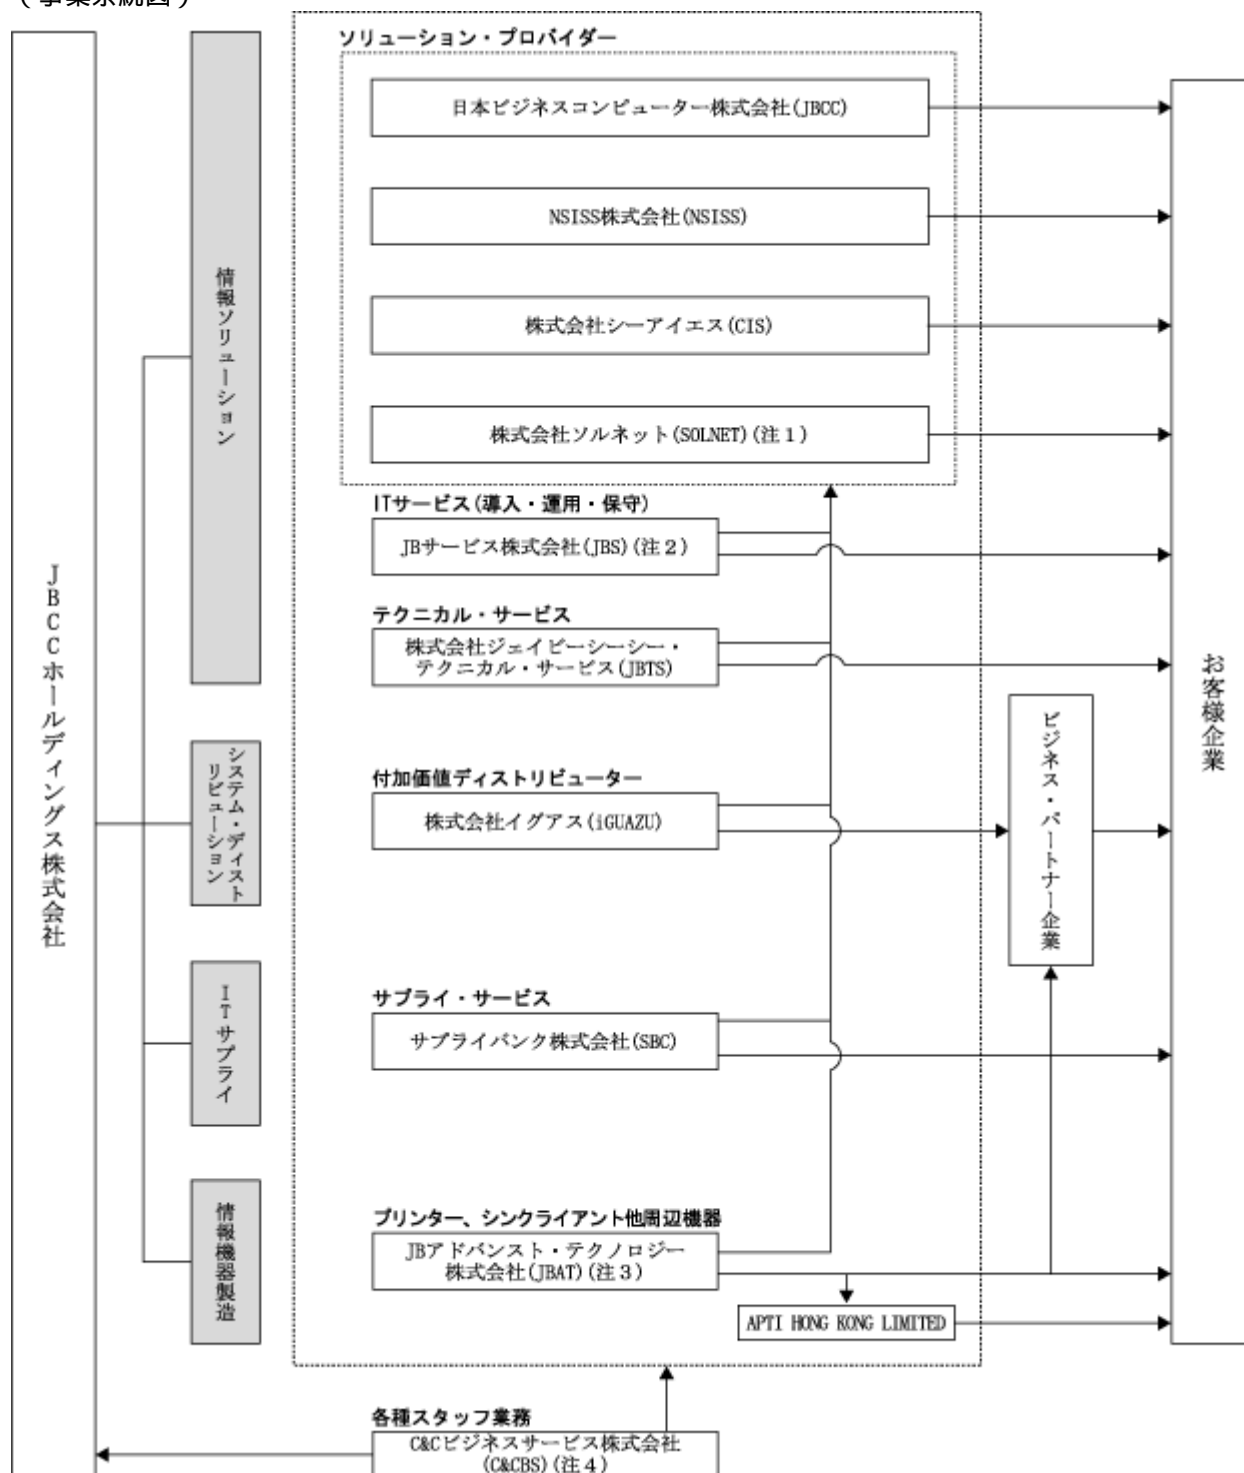 (事業系統図)
JBCCホールディングス株式会社
情報ソリューション
システム・ディスト
リビューション
ITサプライ
情報機器製造
ソリューション・プロバイダー
日本ビジネスコンピューター株式会社(JBCC)
NSISS株式会社(NSISS)
株式会社シーアイエス(CIS)
株式会社ソルネット(SOLNET)(注1)
ITサービス(導入・運用・保守)
JBサービス株式会社(JBS)(注2)
テクニカル・サービス
株式会社ジェイビーシーシー・
テクニカル・サービス(JBTS)
付加価値ディストリビューター
株式会社イグアス(iGUAZU)
サプライ・サービス
サプライバンク株式会社(SBC)
プリンター、シンクライアント他周辺機器
JBアドバンスト・テクノロジー
株式会社(JBAT)(注3)
APTI HONG KONG LIMITED
各種スタッフ業務
C&Cビジネスサービス株式会社
(C&CBS)(注4)
ビジネス・パートナー企業
お客様企業